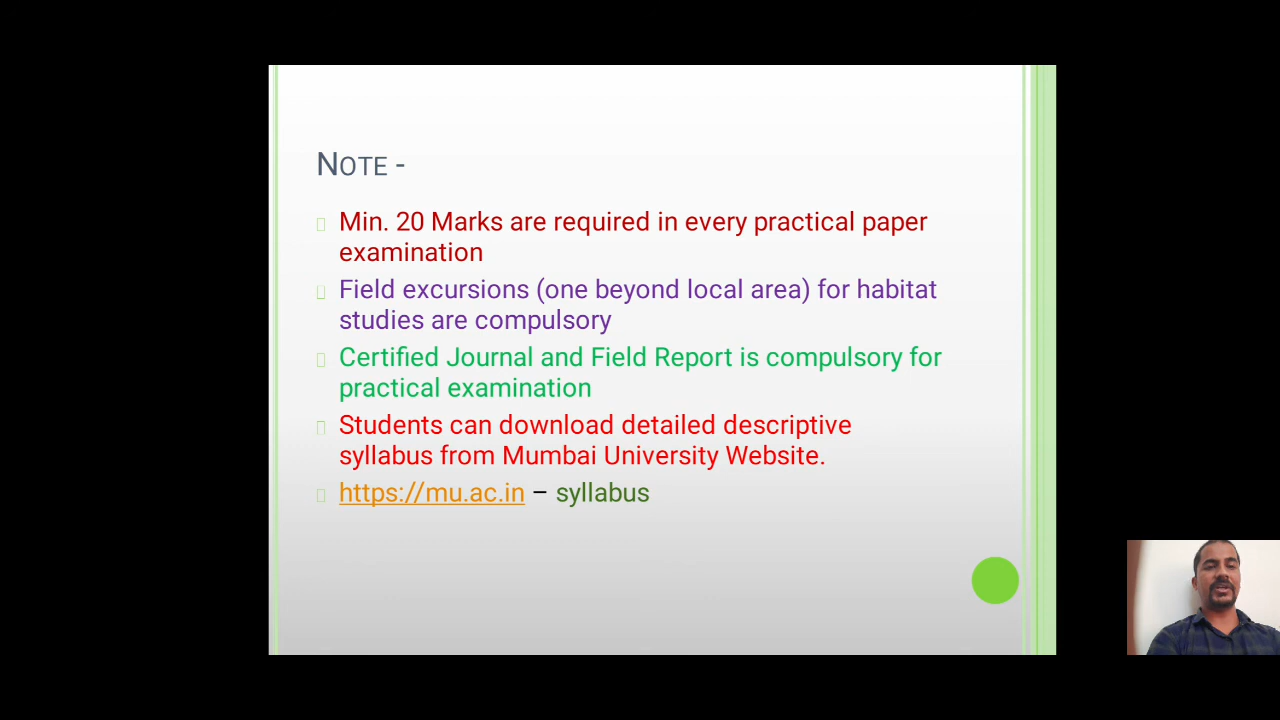 NOTE -
Min. 20 Marks are required in every practical paper
examination
Field excursions (one beyond local area) for habitat
studies are compulsory
Certified Journal and Field Report is compulsory for
practical examination
Students can download detailed descriptive
syllabus from Mumbai University Website.
https://mu.ac.in – syllabus